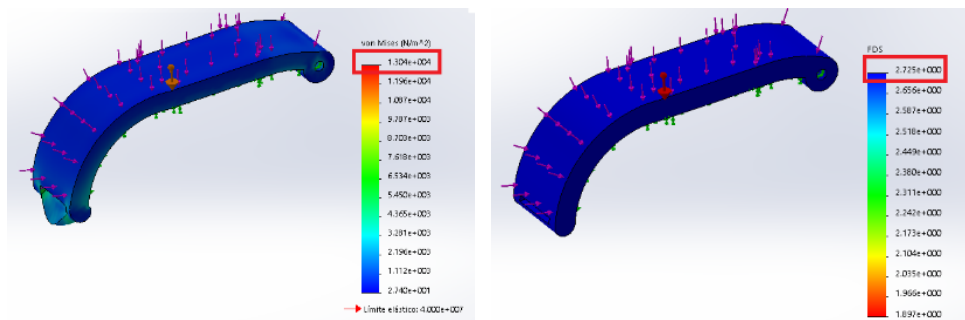 van Mises (N/m^2)
1.304e+004
1.196e+004
1.087e+004
9.787e+003
8.703e+003
7.618e+003
6.534e+003
5.450e+003
4.365e+003
3.281e+003
2.196e+003
1.112e+003
2.740e+001
Límite elástico: 4.000e+007
FDS
2.725e+000
2.656e+000
2.587e+000
2.518e+000
2.449e+000
2.380e+000
2.311e+000
2.242e+000
2.173e+000
2.104e+000
2.035e+000
1.966e+000
1.897e+000